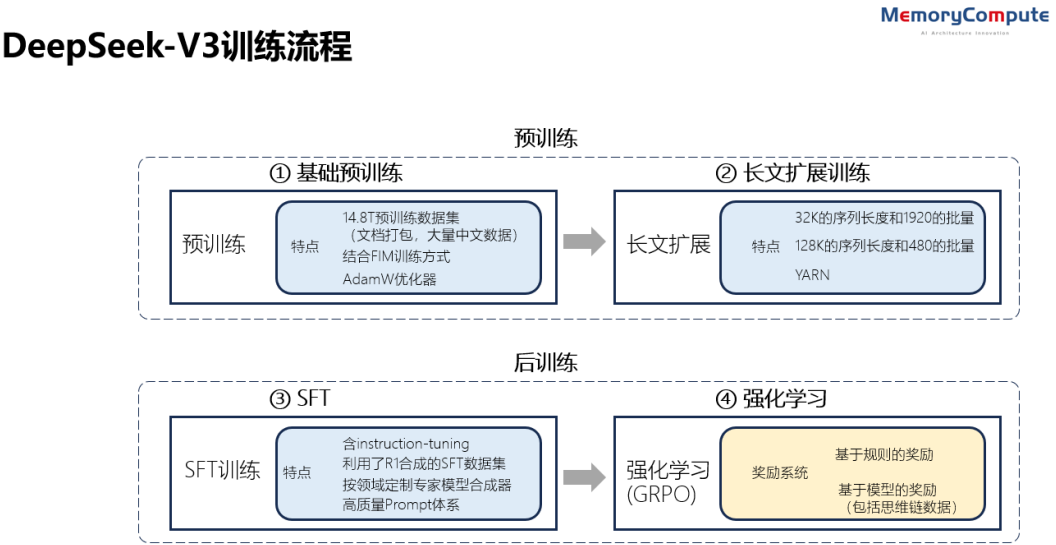 MemoryCompute
AI Architecture Innovation
DeepSeek-V3训练流程
预训练
① 基础预训练
预训练
特点
14.8T预训练数据集
（文档打包，大量中文数据）
结合FIM训练方式
AdamW优化器
② 长文扩展训练
长文扩展
特点
32K的序列长度和1920的批量
128K的序列长度和480的批量
YARN
后训练
③ SFT
SFT训练
特点
含instruction-tuning
利用了R1合成的SFT数据集
按领域定制专家模型合成器
高质量Prompt体系
④ 强化学习
强化学习
(GRPO)
奖励系统
基于规则的奖励
基于模型的奖励
（包括思维链数据）